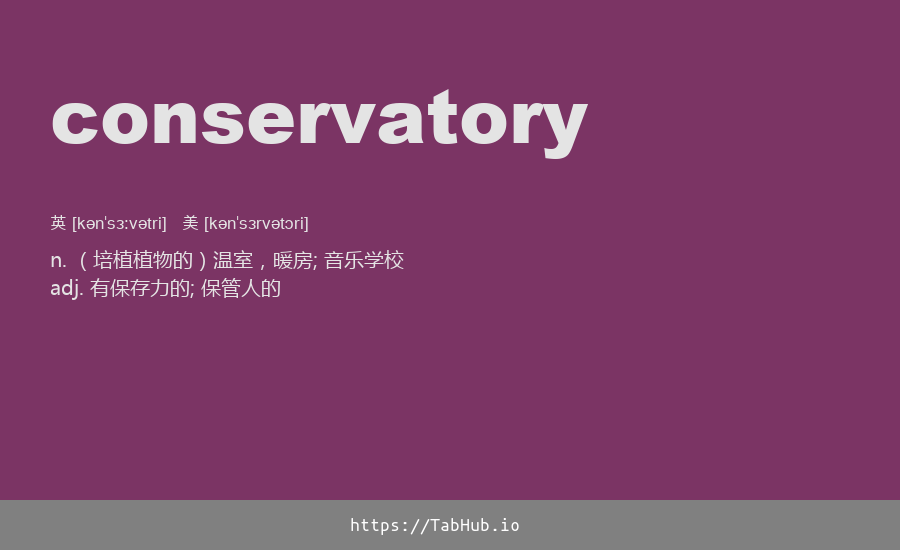 conservatory
英 [kənˈsɜːvətri]   美 [kənˈsɜrvətɔri]
n. （培植植物的）温室，暖房; 音乐学校
adj. 有保存力的; 保管人的
https://TabHub.io